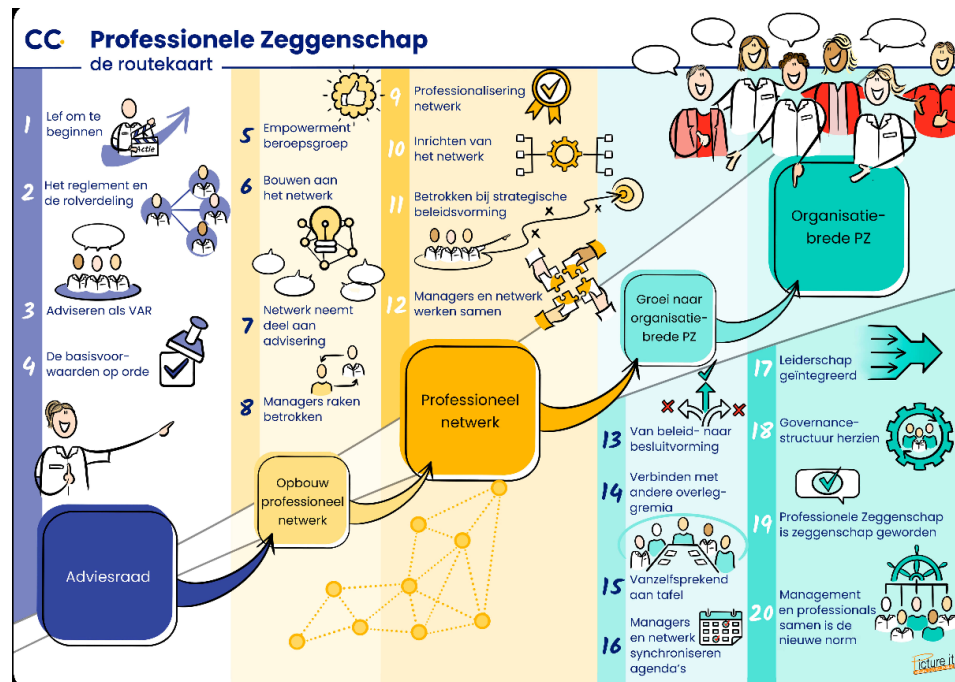 CC
Professionele Zeggenschap
de routekaart
1
Lef om te
beginnen
Actie
2
Het reglement en
de rolverdeling
3
Adviseren als VAR
4
De basisvoor-
waarden op orde
Adviesraad
5
Empowerment
beroepsgroep
6
Bouwen aan
het netwerk
7
Netwerk neemt
deel aan
advisering
8
Managers raken
betrokken
Opbouw
professioneel
netwerk
9
Professionalisering
netwerk
10
Inrichten van
het netwerk
11
Betrokken bij strategische
beleidsvorming
12
Managers en netwerk
werken samen
Professioneel
netwerk
Groei naar
organisatie-
brede PZ
13
Van beleid- naar
besluitvorming
14
Verbinden met
andere overleg-
gremia
15
Vanzelfsprekend
aan tafel
16
Managers
en netwerk
synchroniseren
agenda's
Organisatie-
brede PZ
17
Leiderschap
geïntegreerd
18
Governance-
structuur herzien
19
Professionele Zeggenschap
is zeggenschap geworden
20
Management
en professionals
samen is de
nieuwe norm
Picture it